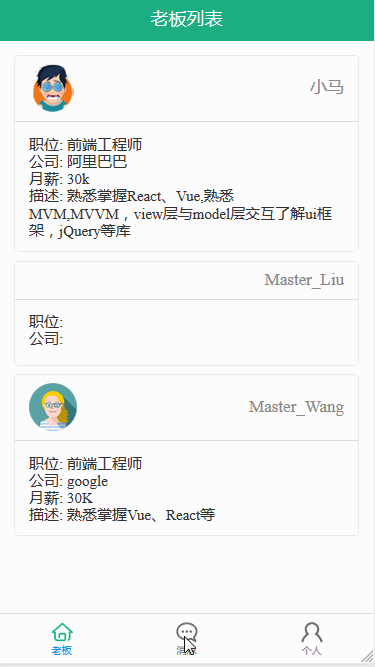 老板列表
小马
职位: 前端工程师
公司: 阿里巴巴
月薪: 30k
描述: 熟悉掌握React、Vue,熟悉
MVM,MVVM，view层与model层交互了解ui框
架，jQuery等库
Master_Liu
职位:
公司:
Master_Wang
职位: 前端工程师
公司: google
月薪: 30K
描述: 熟悉掌握Vue、React等
老板
消息
个人